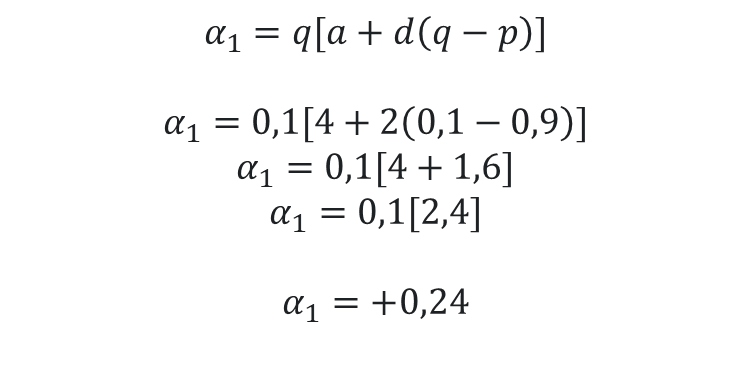 α₁ = q[a + d(q − p)]
α₁ = 0,1[4 + 2(0,1 − 0,9)]
α₁ = 0,1[4 + 1,6]
α₁ = 0,1[2,4]
α₁ = +0,24